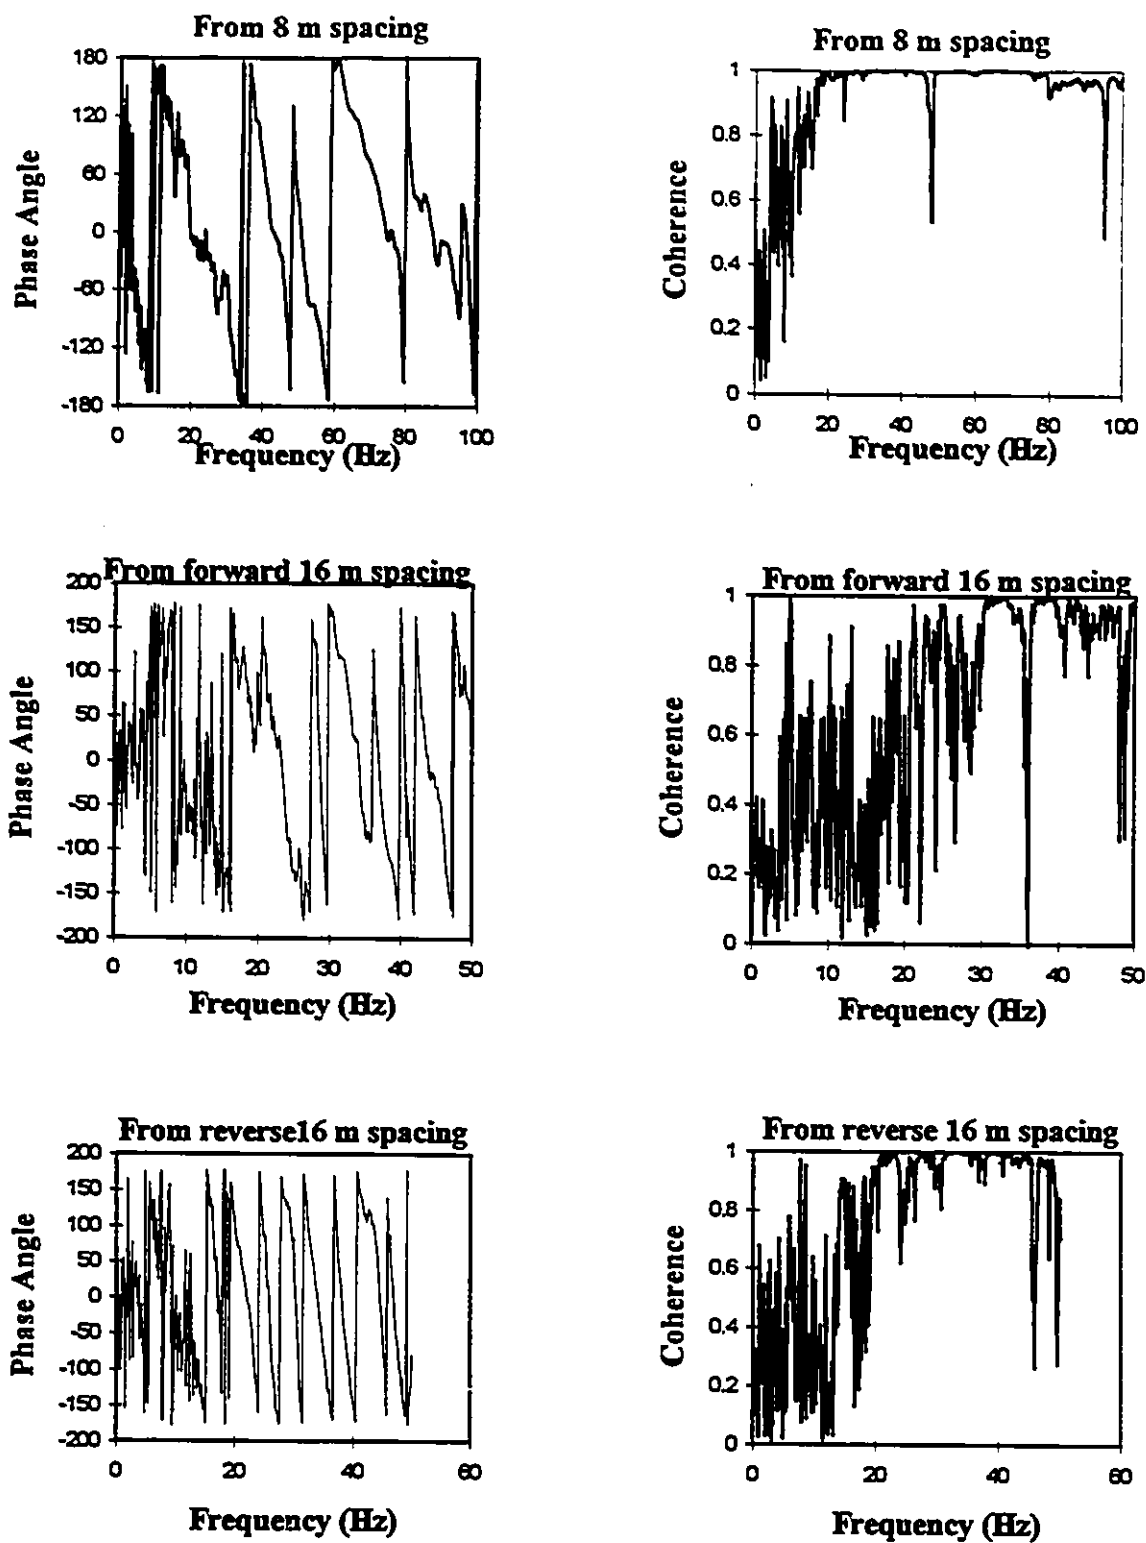 From 8 m spacing
180
120
60
0
-60
-120
-180
Phase Angle
0 20 40 60 80 100
Frequency (Hz)
From 8 m spacing
1
0.8
0.6
0.4
0.2
0
Coherence
0 20 40 60 80 100
Frequency (Hz)
From forward 16 m spacing
200
150
100
50
0
-50
-100
-150
-200
Phase Angle
0 10 20 30 40 50
Frequency (Hz)
From forward 16 m spacing
1
0.8
0.6
0.4
0.2
0
Coherence
0 10 20 30 40 50
Frequency (Hz)
From reverse16 m spacing
200
150
100
50
0
-50
-100
-150
-200
Phase Angle
0 20 40 60
Frequency (Hz)
From reverse 16 m spacing
1
0.8
0.6
0.4
0.2
0
Coherence
0 20 40 60
Frequency (Hz)